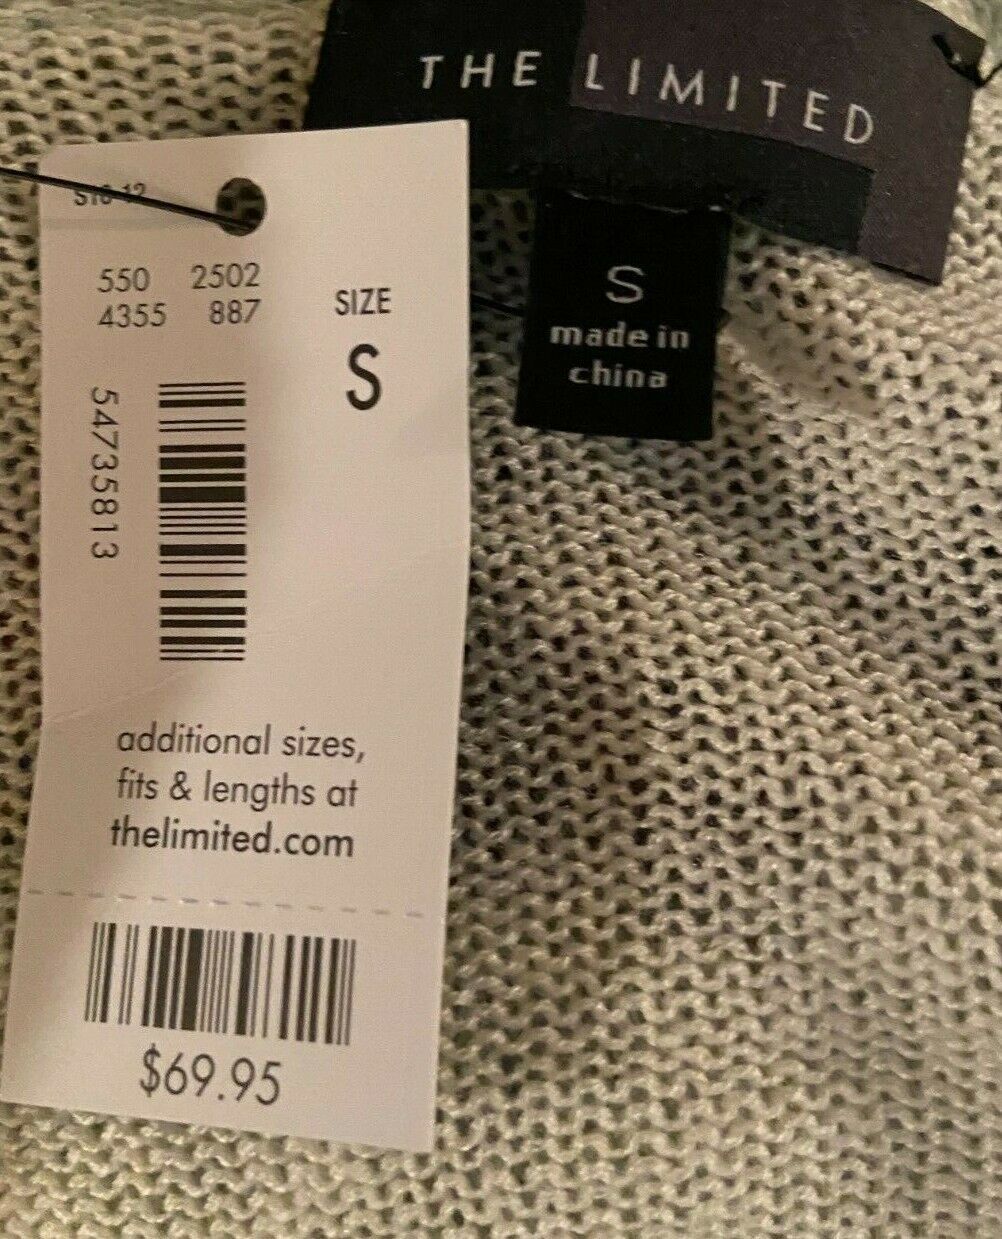 THE LIMITED
S
made in
china
550 2502
4355 887
SIZE
S
54735813
additional sizes,
fits & lengths at
thelimited.com
$69.95